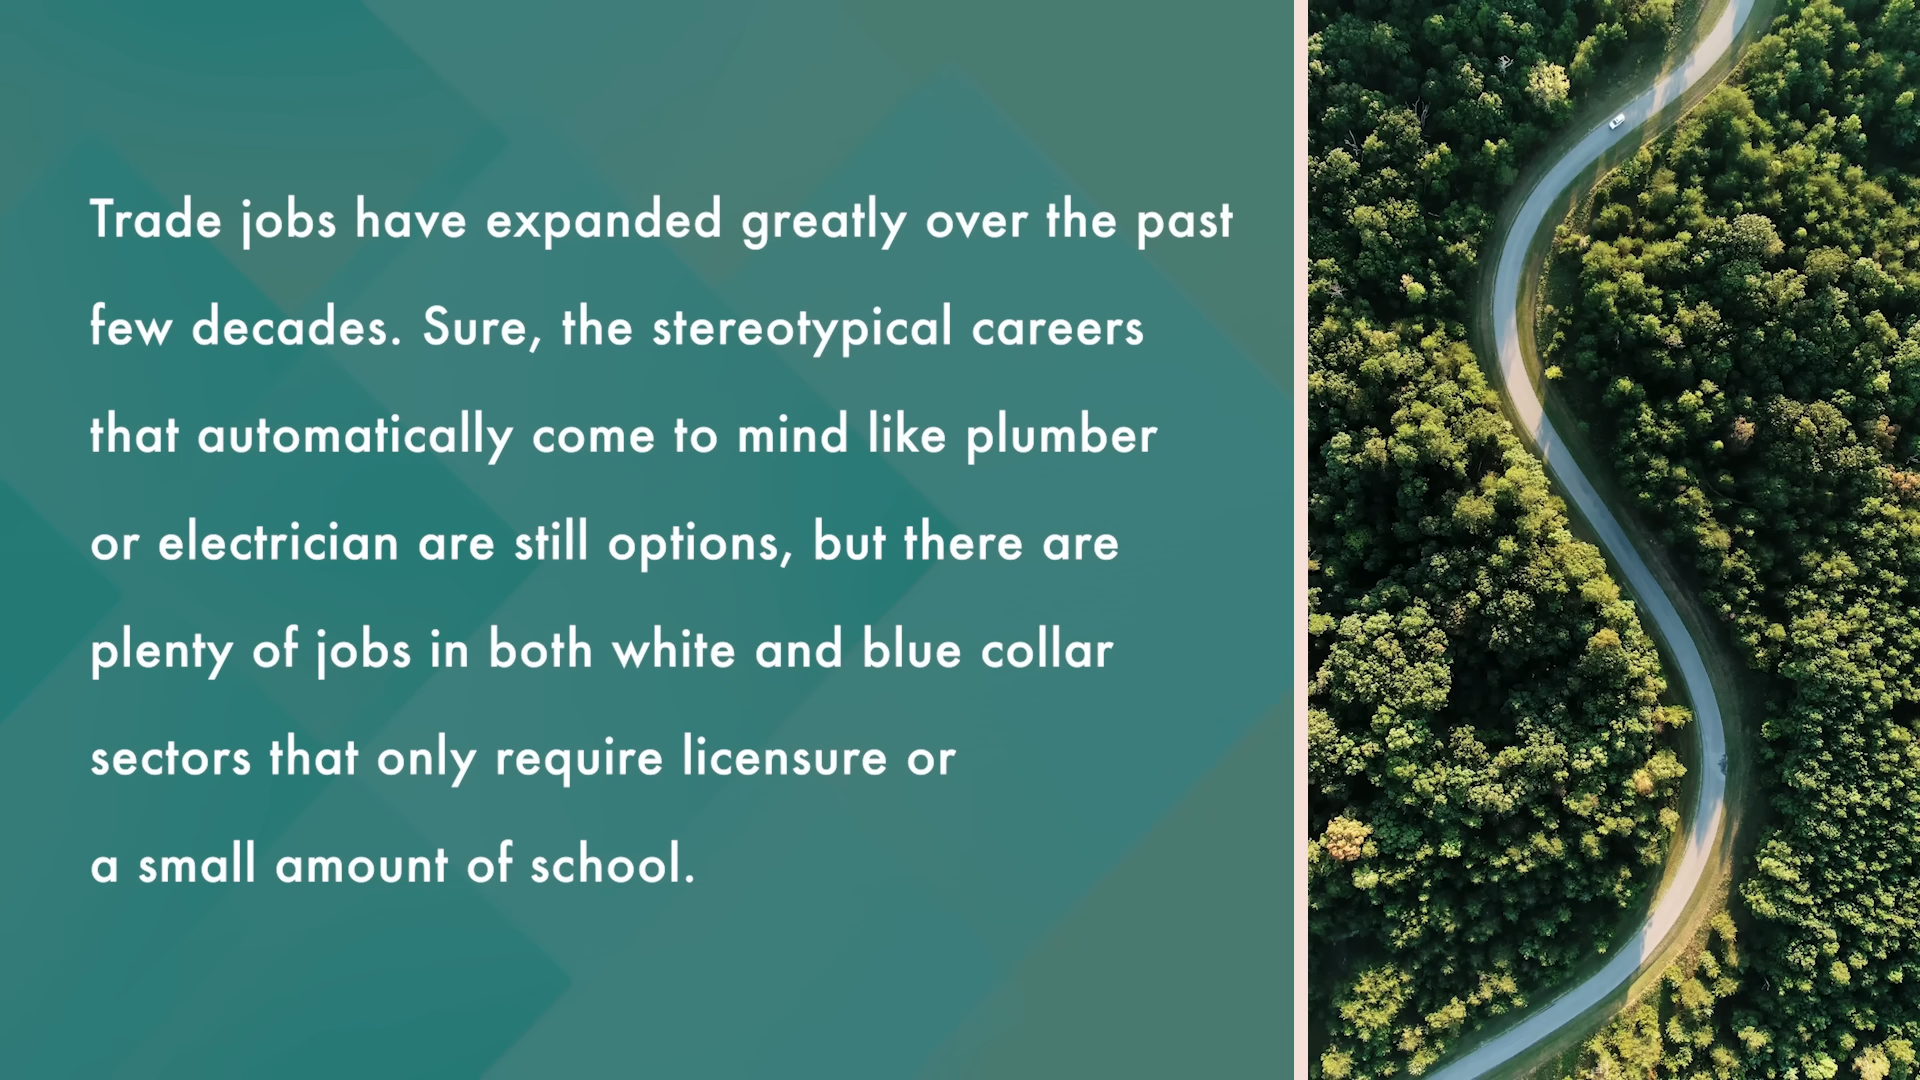 Trade jobs have expanded greatly over the past
few decades. Sure, the stereotypical careers
that automatically come to mind like plumber
or electrician are still options, but there are
plenty of jobs in both white and blue collar
sectors that only require licensure or
a small amount of school.